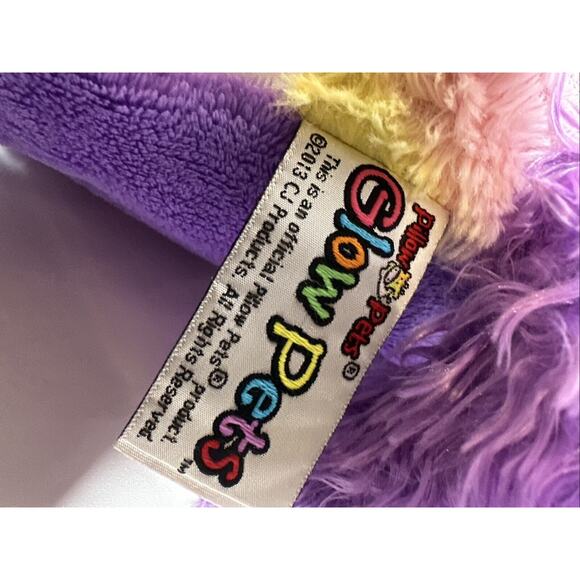 pillow pets®
Glow Pets™
This is an official Pillow Pets® product.
©2013 CJ Products. All Rights Reserved